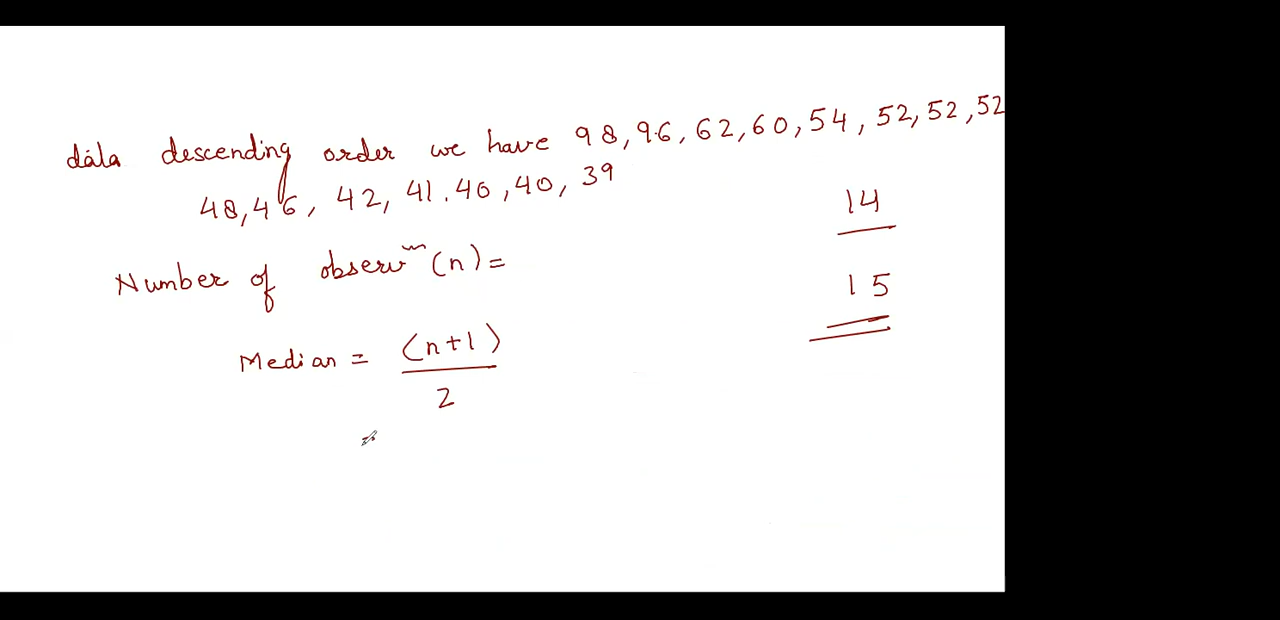 data descending order we have 98, 96, 62, 60, 54, 52, 52, 52
48, 46, 42, 41. 40, 40, 39
14
Number of observⁿ (n) =
15
Median = (n+1)
2
=